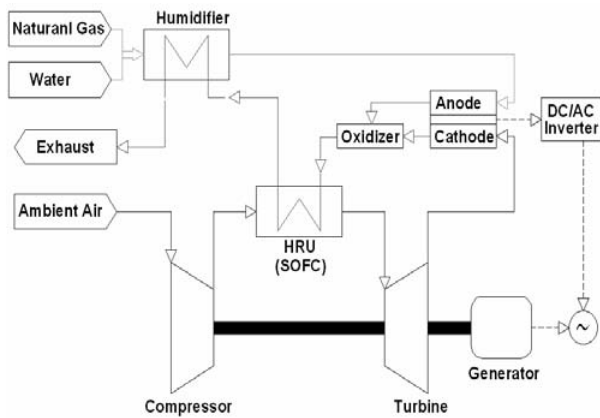 Humidifier
Naturanl Gas
Water
Anode
Cathode
Oxidizer
DC/AC
Inverter
Exhaust
Ambient Air
HRU
(SOFC)
~
Generator
Compressor
Turbine